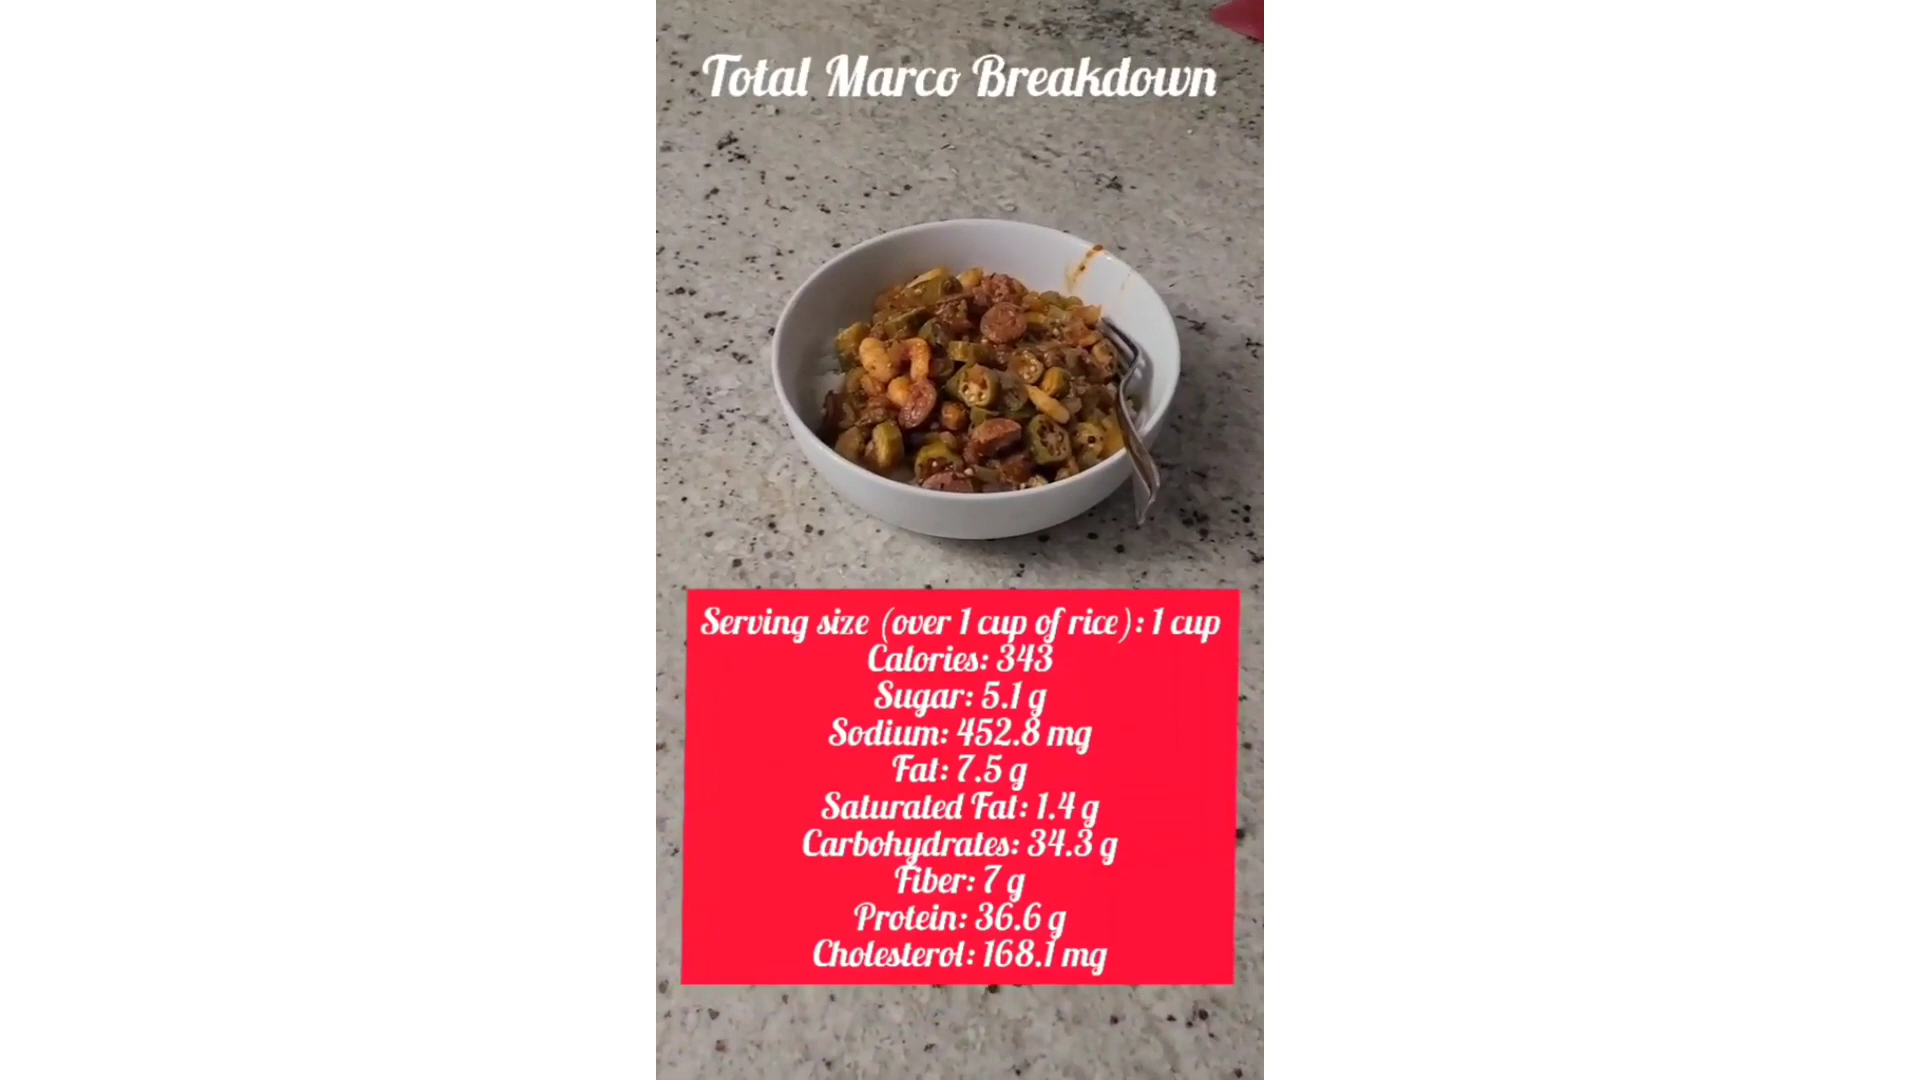 Total Marco Breakdown
Serving size (over 1 cup of rice): 1 cup
Calories: 343
Sugar: 5.1 g
Sodium: 452.8 mg
Fat: 7.5 g
Saturated Fat: 1.4 g
Carbohydrates: 34.3 g
Fiber: 7 g
Protein: 36.6 g
Cholesterol: 168.1 mg